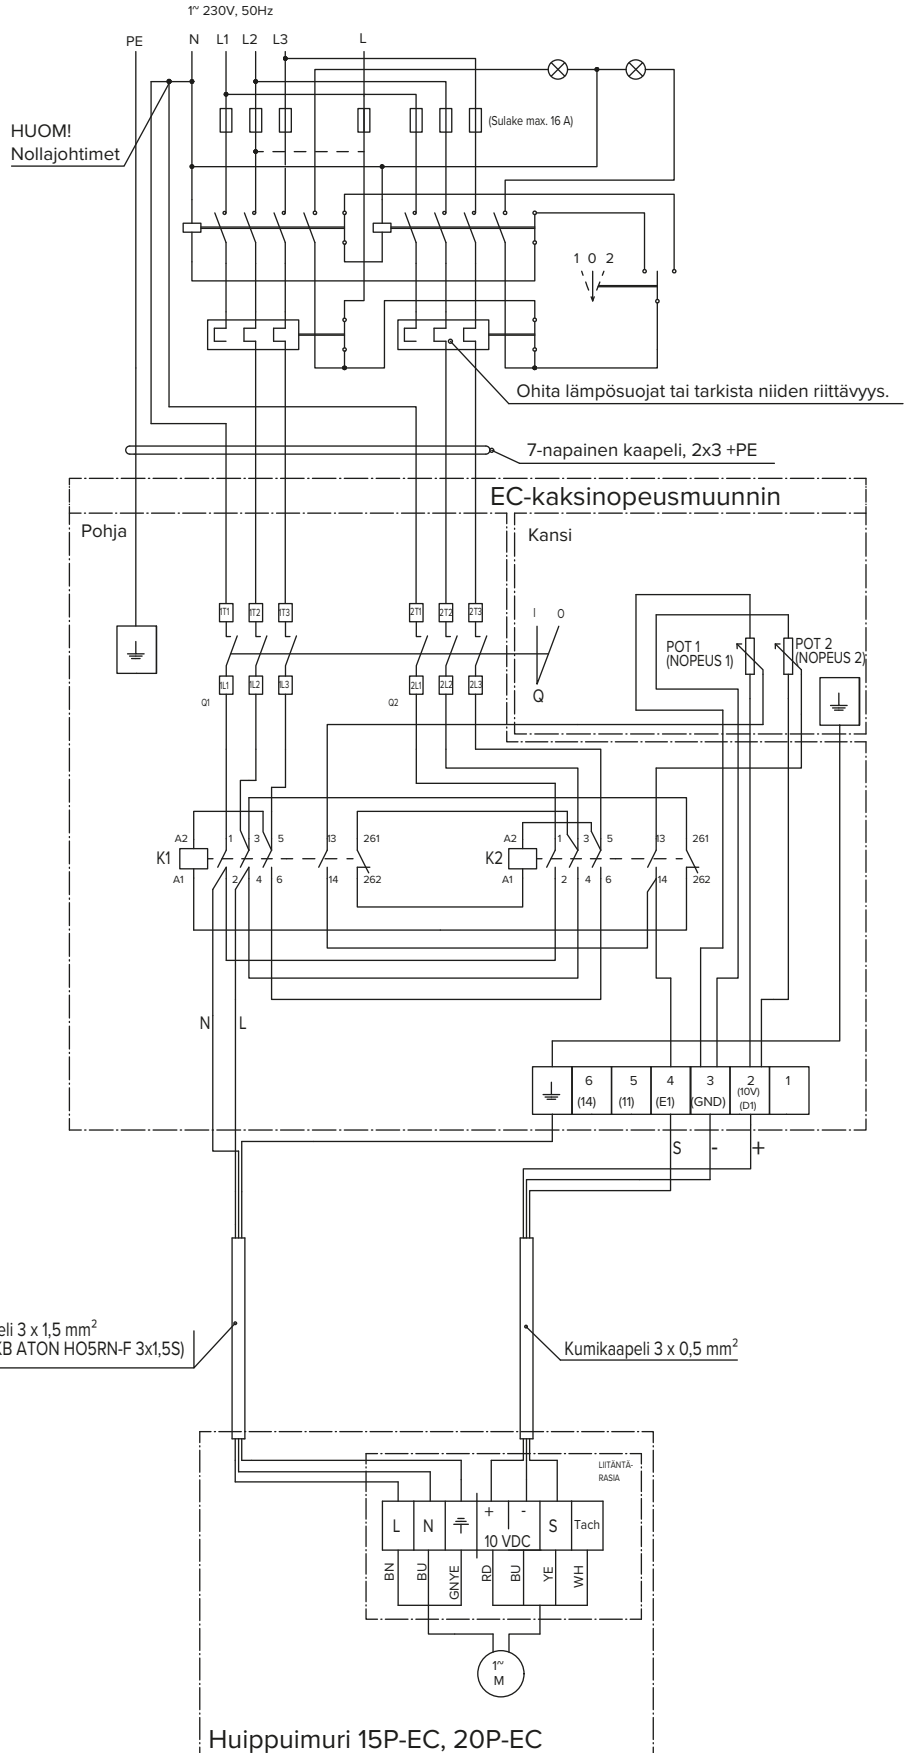 1~ 230V, 50Hz
PE N L1 L2 L3 L
HUOM!
Nollajohtimet
(Sulake max. 16 A)
1 0 2
Ohita lämpösuojat tai tarkista niiden riittävyys.
7-napainen kaapeli, 2x3 +PE
EC-kaksinopeusmuunnin
Pohja
Kansi
1T1 1T2 1T3 2T1 2T2 2T3
I 0
POT 1
(NOPEUS 1)
POT 2
(NOPEUS 2)
1L1 1L2 1L3 2L1 2L2 2L3
Q1 Q2 Q
A2 1 3 5 13 261 A2 1 3 5 13 261
K1 K2
A1 2 4 6 14 262 A1 2 4 6 14 262
N L
6 5 4 3 2 1
(14) (11) (E1) (GND) (10V)
(D1)
S - +
eli 3 x 1,5 mm²
KB ATON HO5RN-F 3x1,5S)
Kumikaapeli 3 x 0,5 mm²
LIITÄNTÄ-
RASIA
L N + - S Tach
10 VDC
BN BU GNYE RD BU YE WH
1~
M
Huippuimuri 15P-EC, 20P-EC